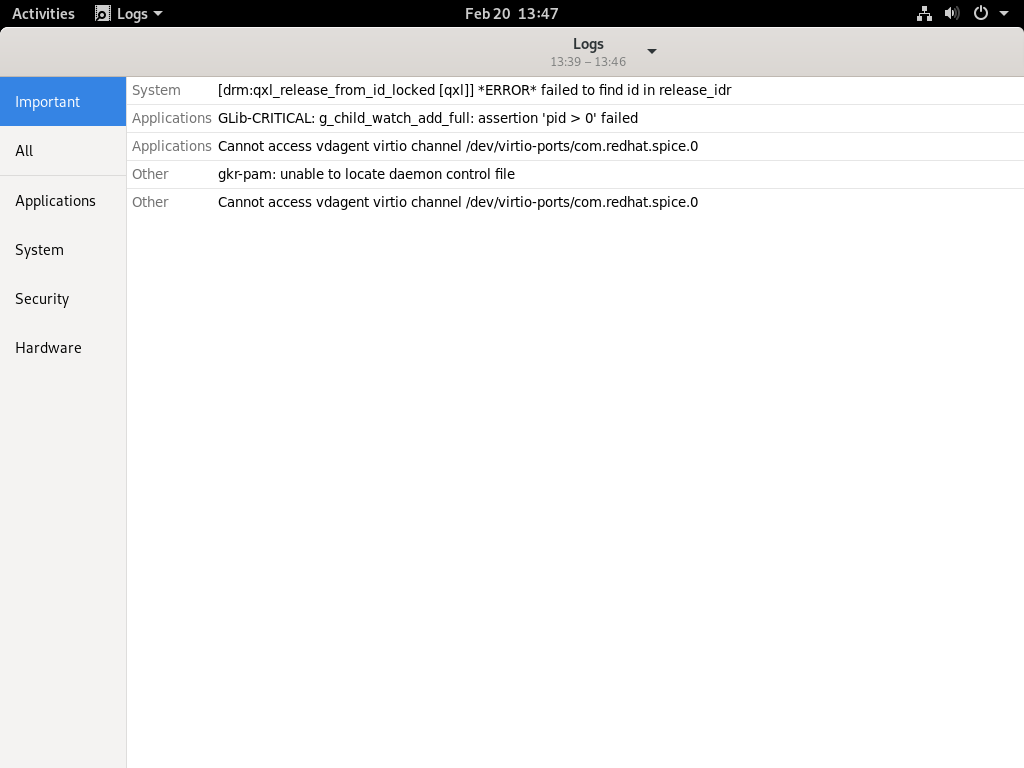 Activities Logs Feb 20 13:47
Logs
13:39 – 13:46
Important
All
Applications
System
Security
Hardware
System [drm:qxl_release_from_id_locked [qxl]] *ERROR* failed to find id in release_idr
Applications GLib-CRITICAL: g_child_watch_add_full: assertion 'pid > 0' failed
Applications Cannot access vdagent virtio channel /dev/virtio-ports/com.redhat.spice.0
Other gkr-pam: unable to locate daemon control file
Other Cannot access vdagent virtio channel /dev/virtio-ports/com.redhat.spice.0